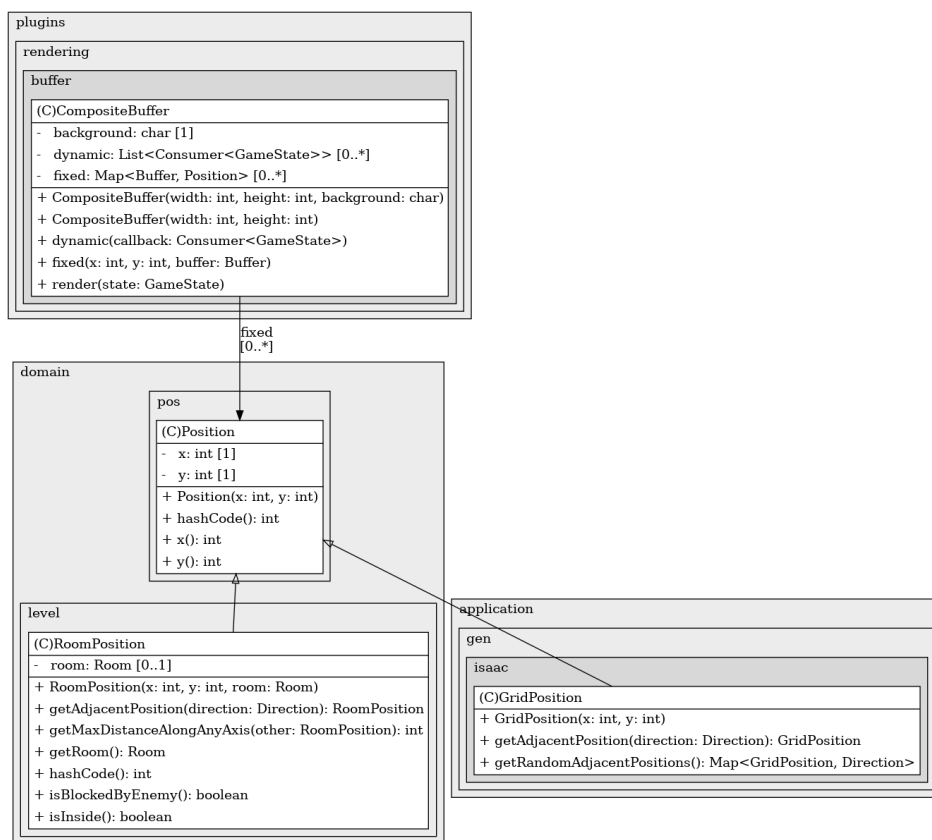 plugins
rendering
buffer
(C)CompositeBuffer
- background: char [1]
- dynamic: List<Consumer<GameState>> [0..*]
- fixed: Map<Buffer, Position> [0..*]
+ CompositeBuffer(width: int, height: int, background: char)
+ CompositeBuffer(width: int, height: int)
+ dynamic(callback: Consumer<GameState>)
+ fixed(x: int, y: int, buffer: Buffer)
+ render(state: GameState)
fixed
[0..*]
domain
pos
(C)Position
- x: int [1]
- y: int [1]
+ Position(x: int, y: int)
+ hashCode(): int
+ x(): int
+ y(): int
level
(C)RoomPosition
- room: Room [0..1]
+ RoomPosition(x: int, y: int, room: Room)
+ getAdjacentPosition(direction: Direction): RoomPosition
+ getMaxDistanceAlongAnyAxis(other: RoomPosition): int
+ getRoom(): Room
+ hashCode(): int
+ isBlockedByEnemy(): boolean
+ isInside(): boolean
application
gen
isaac
(C)GridPosition
+ GridPosition(x: int, y: int)
+ getAdjacentPosition(direction: Direction): GridPosition
+ getRandomAdjacentPositions(): Map<GridPosition, Direction>